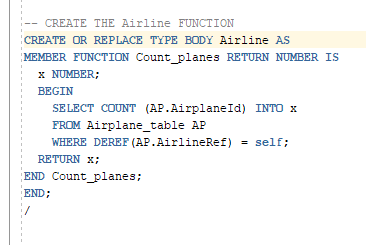 -- CREATE THE Airline FUNCTION
CREATE OR REPLACE TYPE BODY Airline AS
MEMBER FUNCTION Count_planes RETURN NUMBER IS
x NUMBER;
BEGIN
SELECT COUNT (AP.AirplaneId) INTO x
FROM Airplane_table AP
WHERE DEREF(AP.AirlineRef) = self;
RETURN x;
END Count_planes;
END;
/